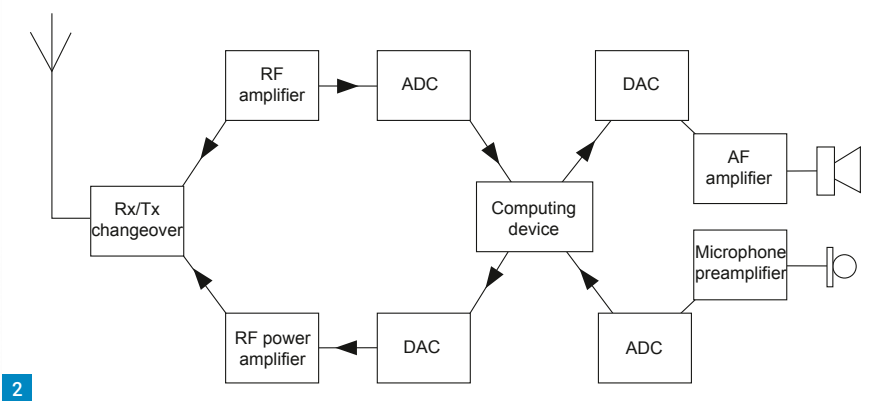 RF
amplifier
ADC
DAC
AF
amplifier
Rx/Tx
changeover
Computing
device
Microphone
preamplifier
RF power
amplifier
DAC
ADC
2